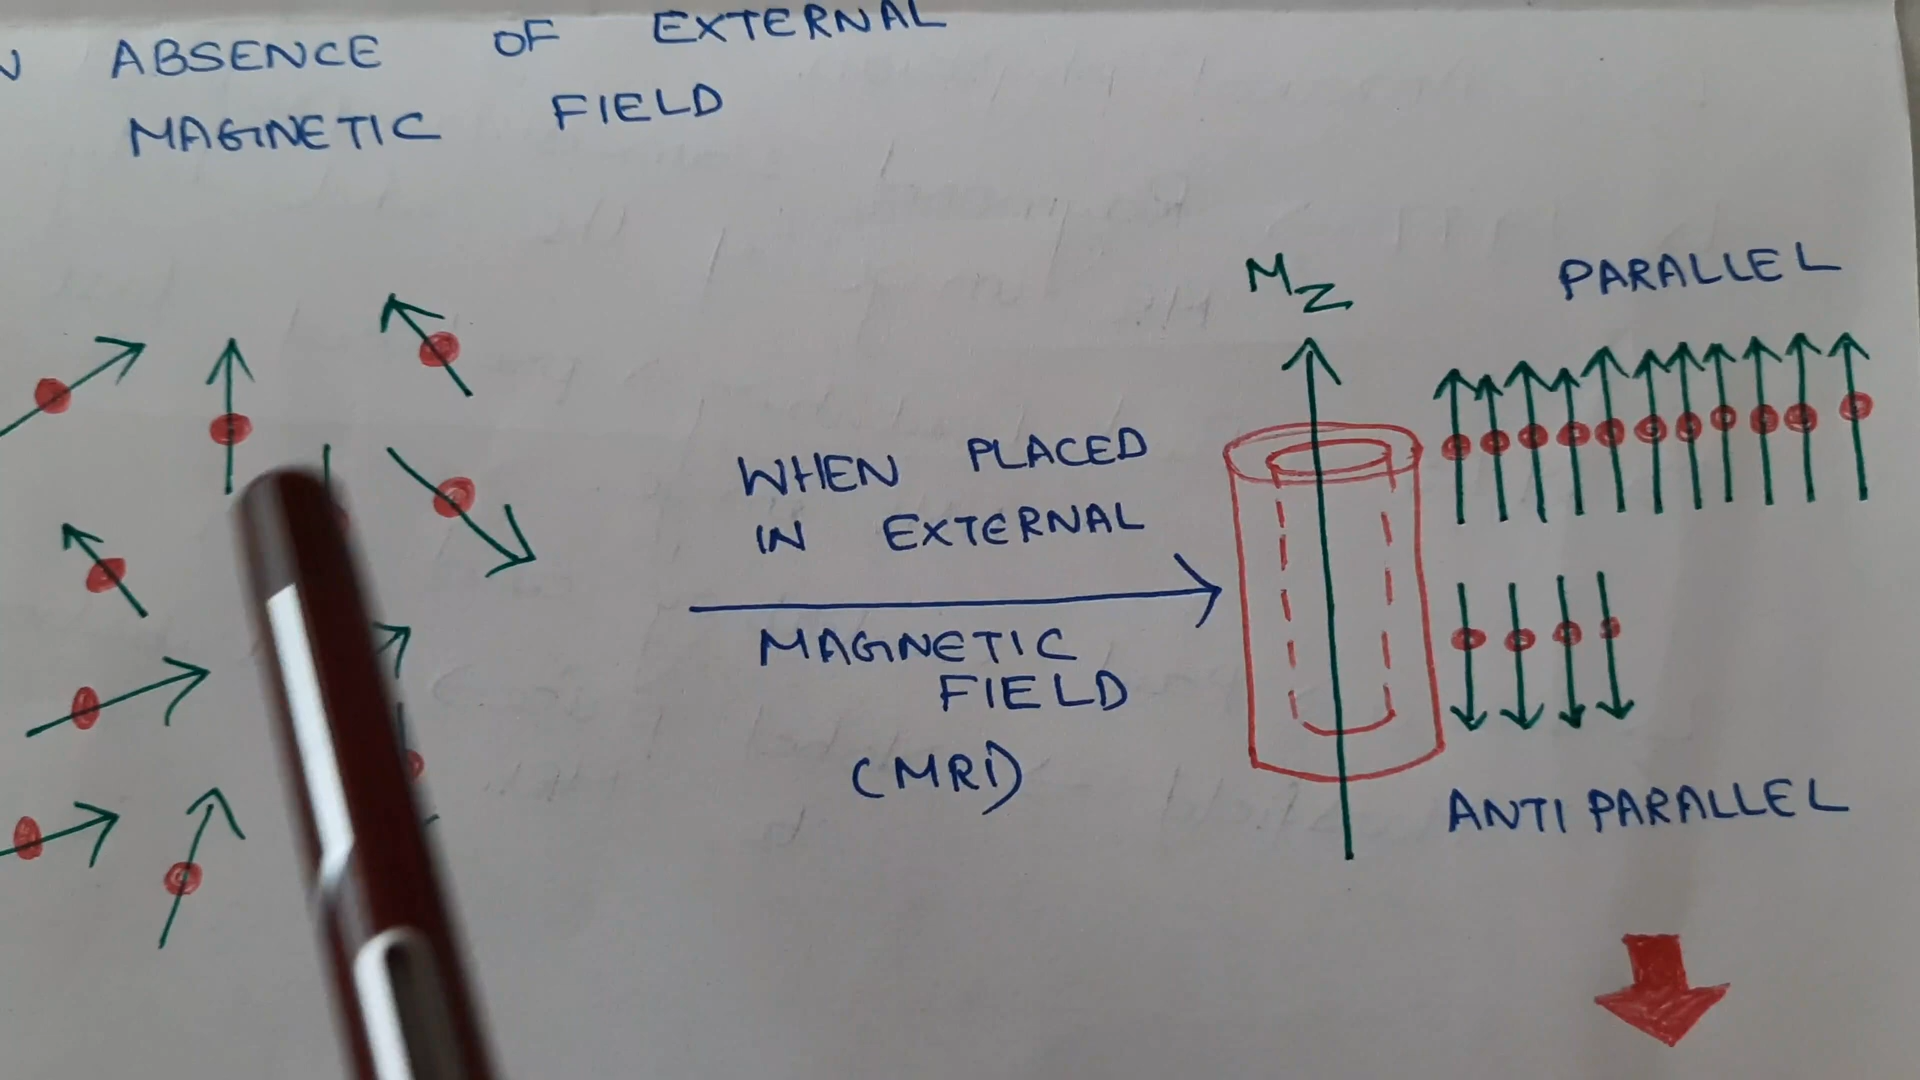 ABSENCE OF EXTERNAL
MAGNETIC FIELD
MZ
PARALLEL
WHEN PLACED
IN EXTERNAL
MAGNETIC
FIELD
(MRI)
ANTI PARALLEL